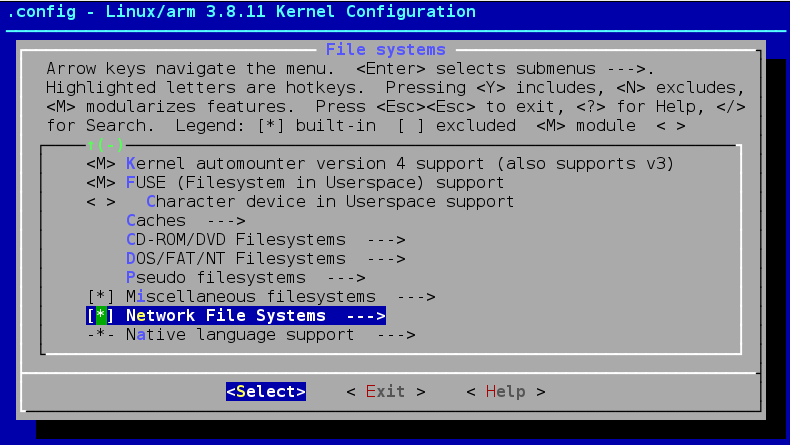 .config - Linux/arm 3.8.11 Kernel Configuration
File systems
Arrow keys navigate the menu.  <Enter> selects submenus --->.
Highlighted letters are hotkeys.  Pressing <Y> includes, <N> excludes,
<M> modularizes features.  Press <Esc><Esc> to exit, <?> for Help, </>
for Search.  Legend: [*] built-in  [ ] excluded  <M> module  < >
↑(-)
<M> Kernel automounter version 4 support (also supports v3)
<M> FUSE (Filesystem in Userspace) support
< >   Character device in Userspace support
Caches  --->
CD-ROM/DVD Filesystems  --->
DOS/FAT/NT Filesystems  --->
Pseudo filesystems  --->
[*] Miscellaneous filesystems  --->
[*] Network File Systems  --->
-*- Native language support  --->
<Select>    < Exit >    < Help >